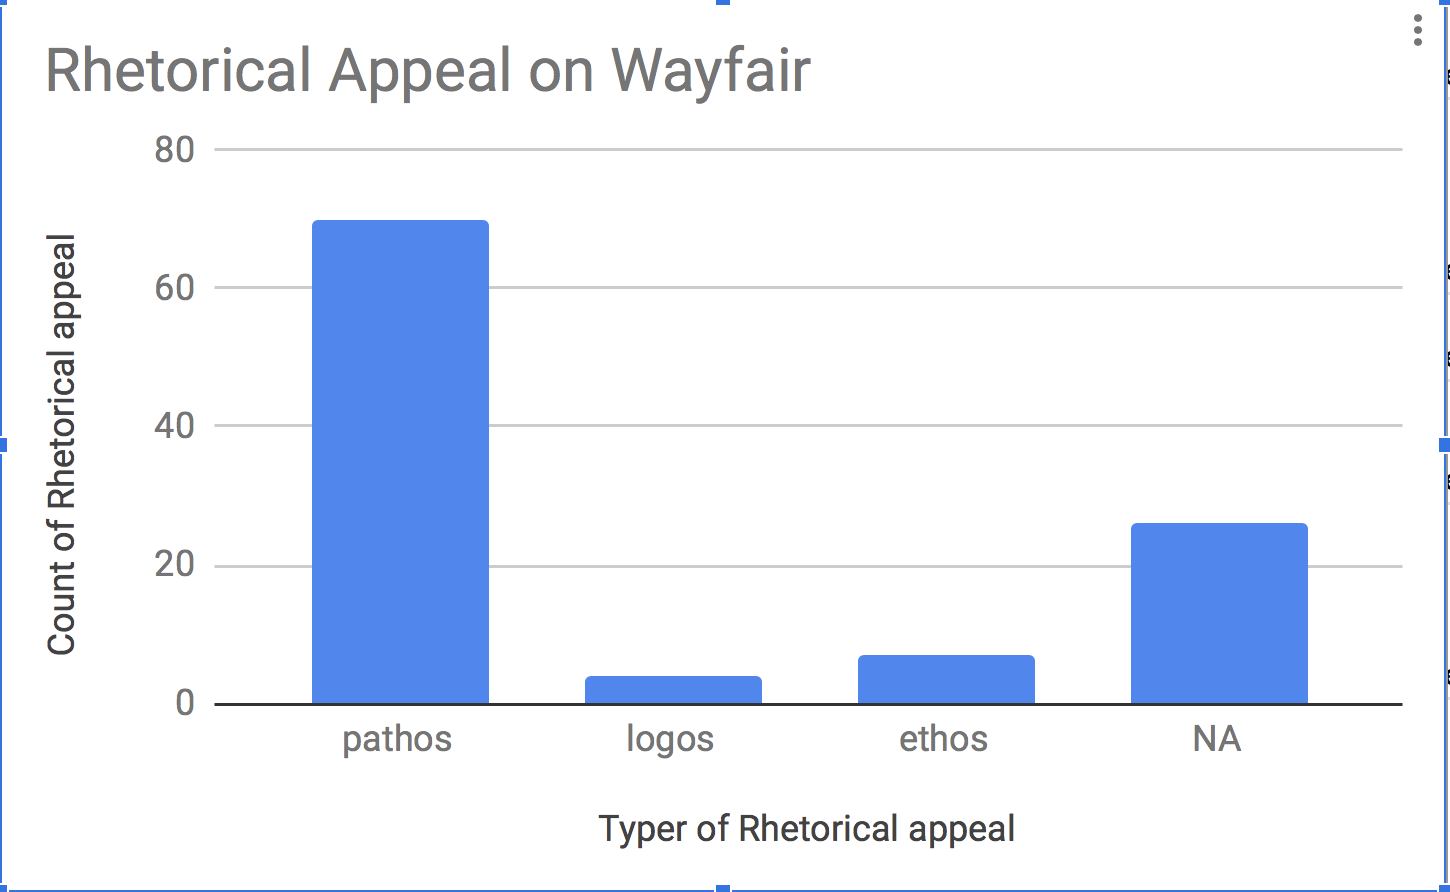 Rhetorical Appeal on Wayfair
80
60
40
20
0
Count of Rhetorical appeal
pathos
logos
ethos
NA
Typer of Rhetorical appeal